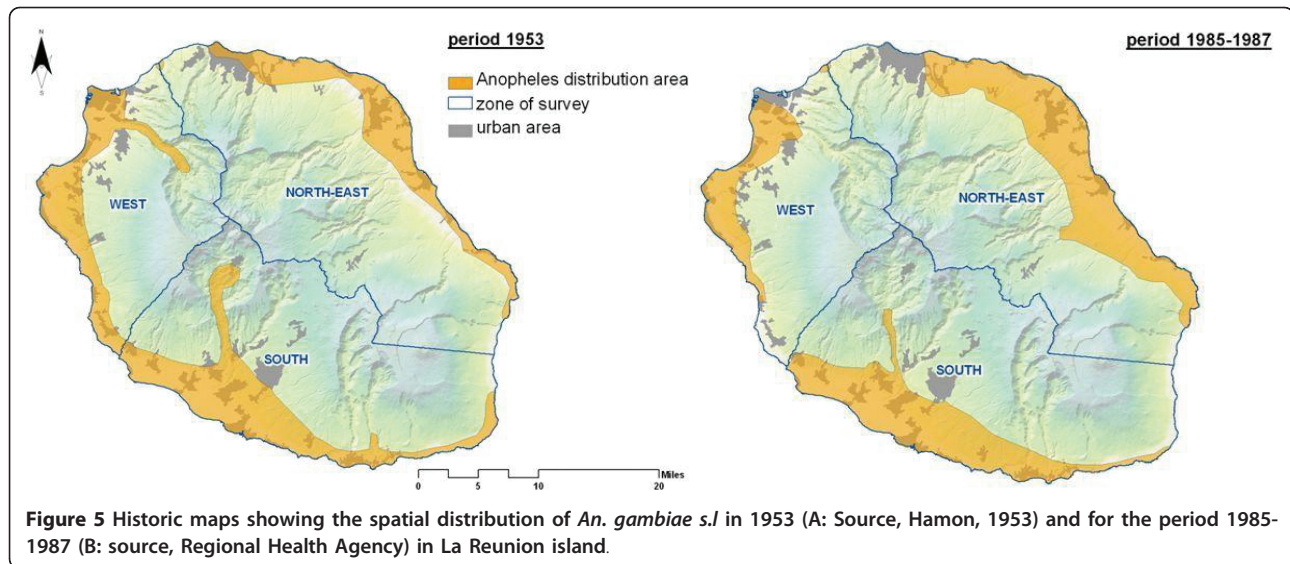 N
S
period 1953
Anopheles distribution area
zone of survey
urban area
WEST
NORTH-EAST
SOUTH
0 5 10 20 Miles
period 1985-1987
WEST
NORTH-EAST
SOUTH
Figure 5 Historic maps showing the spatial distribution of An. gambiae s.l in 1953 (A: Source, Hamon, 1953) and for the period 1985-
1987 (B: source, Regional Health Agency) in La Reunion island.